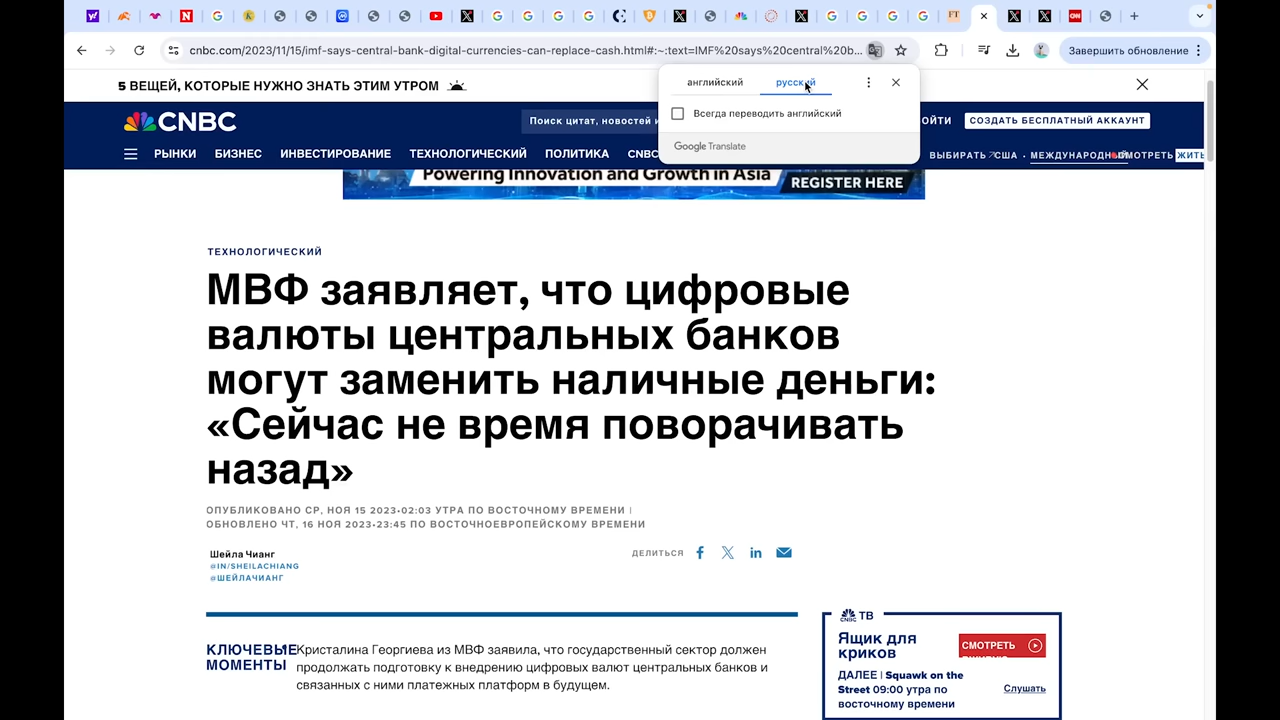 cnbc.com/2023/11/15/imf-says-central-bank-digital-currencies-can-replace-cash.html#:~:text=IMF%20says%20central%20b...
Завершить обновление
английский
русский
Всегда переводить английский
Google Translate
5 ВЕЩЕЙ, КОТОРЫЕ НУЖНО ЗНАТЬ ЭТИМ УТРОМ
CNBC
Поиск цитат, новостей и
ОЙТИ
СОЗДАТЬ БЕСПЛАТНЫЙ АККАУНТ
РЫНКИ БИЗНЕС ИНВЕСТИРОВАНИЕ ТЕХНОЛОГИЧЕСКИЙ ПОЛИТИКА CNBC
ВЫБИРАТЬ США • МЕЖДУНАРОДНЫЙ СМОТРЕТЬ ЖИТЬ
Powering Innovation and Growth in Asia
REGISTER HERE
ТЕХНОЛОГИЧЕСКИЙ
МВФ заявляет, что цифровые
валюты центральных банков
могут заменить наличные деньги:
«Сейчас не время поворачивать
назад»
ОПУБЛИКОВАНО СР, НОЯ 15 2023•02:03 УТРА ПО ВОСТОЧНОМУ ВРЕМЕНИ |
ОБНОВЛЕНО ЧТ, 16 НОЯ 2023•23:45 ПО ВОСТОЧНОЕВРОПЕЙСКОМУ ВРЕМЕНИ
Шейла Чианг
@IN/SHEILACHIANG
@ШЕЙЛАЧИАНГ
ДЕЛИТЬСЯ
КЛЮЧЕВЫЕ
МОМЕНТЫ
Кристалина Георгиева из МВФ заявила, что государственный сектор должен
продолжать подготовку к внедрению цифровых валют центральных банков и
связанных с ними платежных платформ в будущем.
CNBC ТВ
Ящик для
криков
СМОТРЕТЬ
ДАЛЕЕ | Squawk on the
Street 09:00 утра по
восточному времени
Слушать